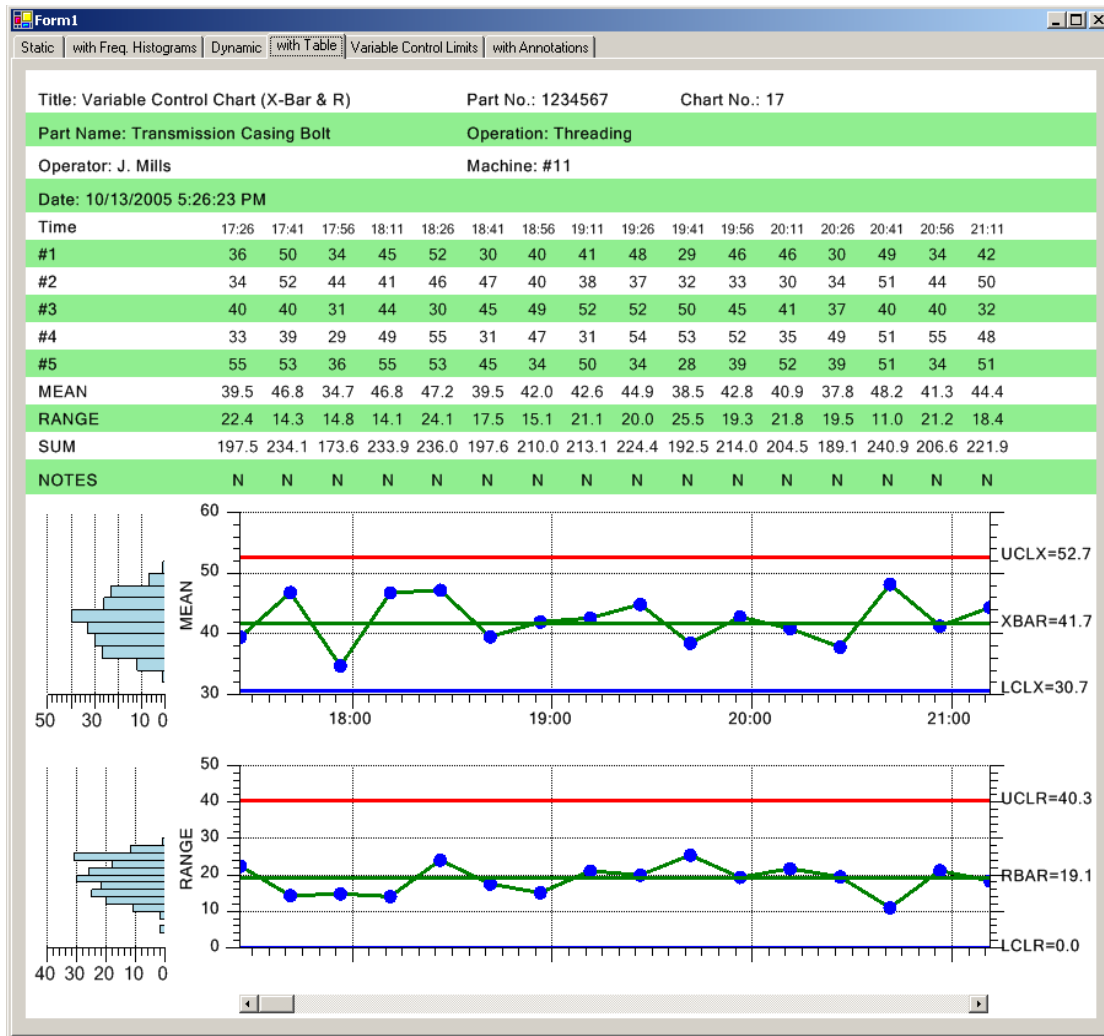 Form1
Static with Freq. Histograms Dynamic with Table Variable Control Limits with Annotations
Title: Variable Control Chart (X-Bar & R) Part No.: 1234567 Chart No.: 17
Part Name: Transmission Casing Bolt Operation: Threading
Operator: J. Mills Machine: #11
Date: 10/13/2005 5:26:23 PM
Time 17:26 17:41 17:56 18:11 18:26 18:41 18:56 19:11 19:26 19:41 19:56 20:11 20:26 20:41 20:56 21:11
#1 36 50 34 45 52 30 40 41 48 29 46 46 30 49 34 42
#2 34 52 44 41 46 47 40 38 37 32 33 30 34 51 44 50
#3 40 40 31 44 30 45 49 52 52 50 45 41 37 40 40 32
#4 33 39 29 49 55 31 47 31 54 53 52 35 49 51 55 48
#5 55 53 36 55 53 45 34 50 34 28 39 52 39 51 34 51
MEAN 39.5 46.8 34.7 46.8 47.2 39.5 42.0 42.6 44.9 38.5 42.8 40.9 37.8 48.2 41.3 44.4
RANGE 22.4 14.3 14.8 14.1 24.1 17.5 15.1 21.1 20.0 25.5 19.3 21.8 19.5 11.0 21.2 18.4
SUM 197.5 234.1 173.6 233.9 236.0 197.6 210.0 213.1 224.4 192.5 214.0 204.5 189.1 240.9 206.6 221.9
NOTES N N N N N N N N N N N N N N N N
60
UCLX=52.7
50
MEAN
XBAR=41.7
40
30
LCLX=30.7
50 30 10 0
18:00 19:00 20:00 21:00
50
40
UCLR=40.3
30
RANGE
20
RBAR=19.1
10
0
LCLR=0.0
40 30 20 10 0